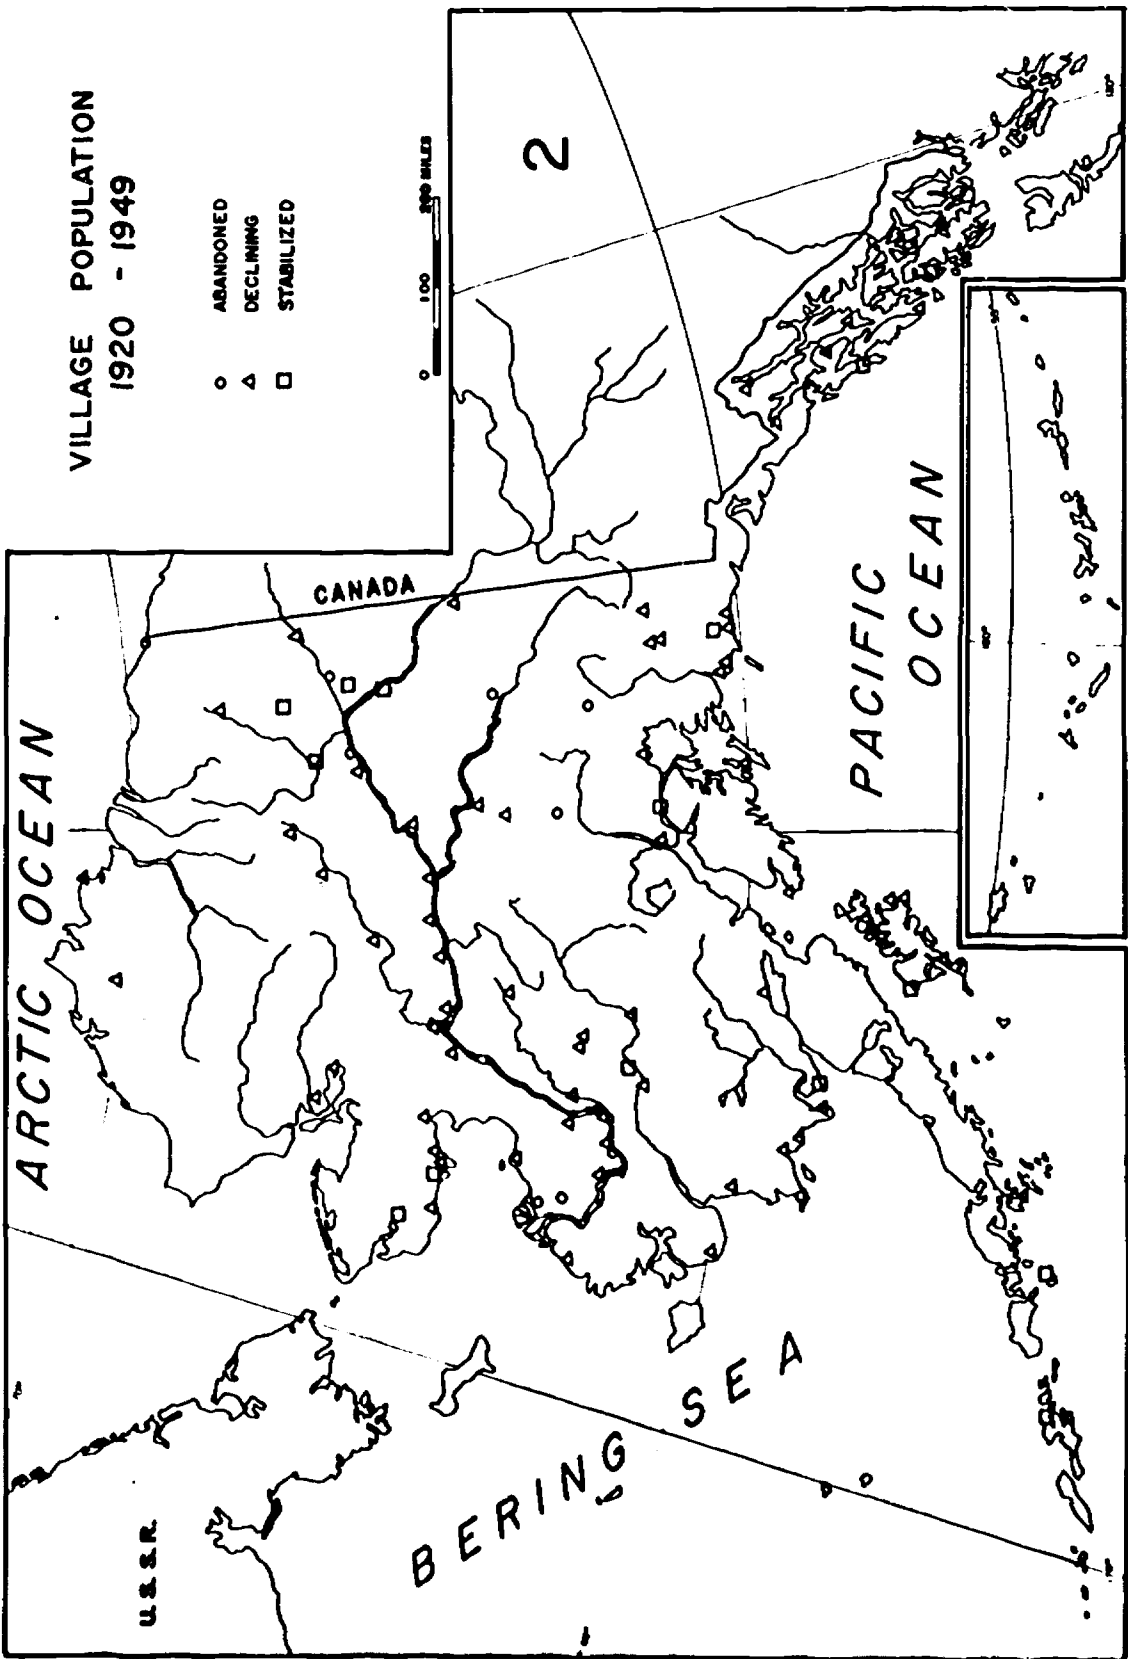 VILLAGE POPULATION
1920 - 1949
ABANDONED
DECLINING
STABILIZED
0 100 200 MILES
2
ARCTIC OCEAN
CANADA
U.S.S.R.
BERING SEA
PACIFIC
OCEAN
180°